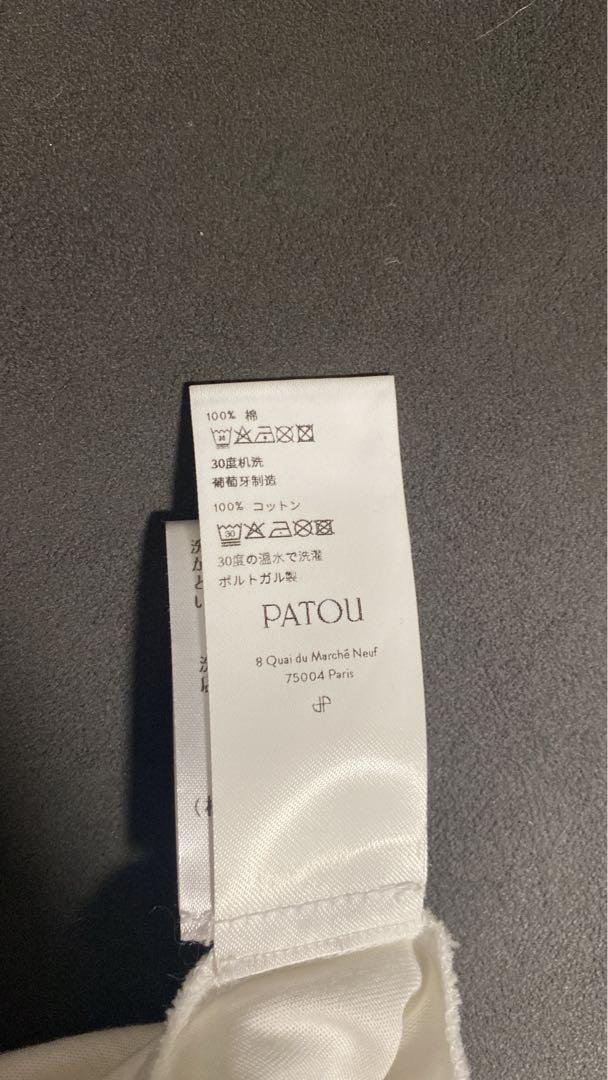 100% 棉
30度机洗
葡萄牙制造
100% コットン
30
30度の温水で洗濯
ポルトガル製
PATOU
8 Quai du Marché Neuf
75004 Paris